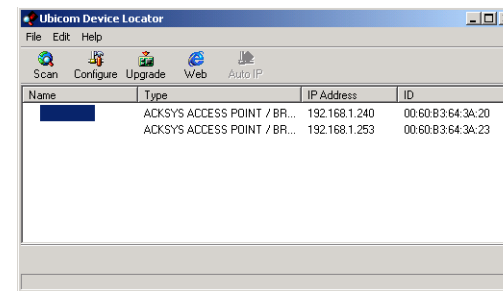 Ubicom Device Locator
File Edit Help
Scan Configure Upgrade Web Auto IP
Name Type IP Address ID
ACKSYS ACCESS POINT / BR... 192.168.1.240 00:60:B3:64:3A:20
ACKSYS ACCESS POINT / BR... 192.168.1.253 00:60:B3:64:3A:23